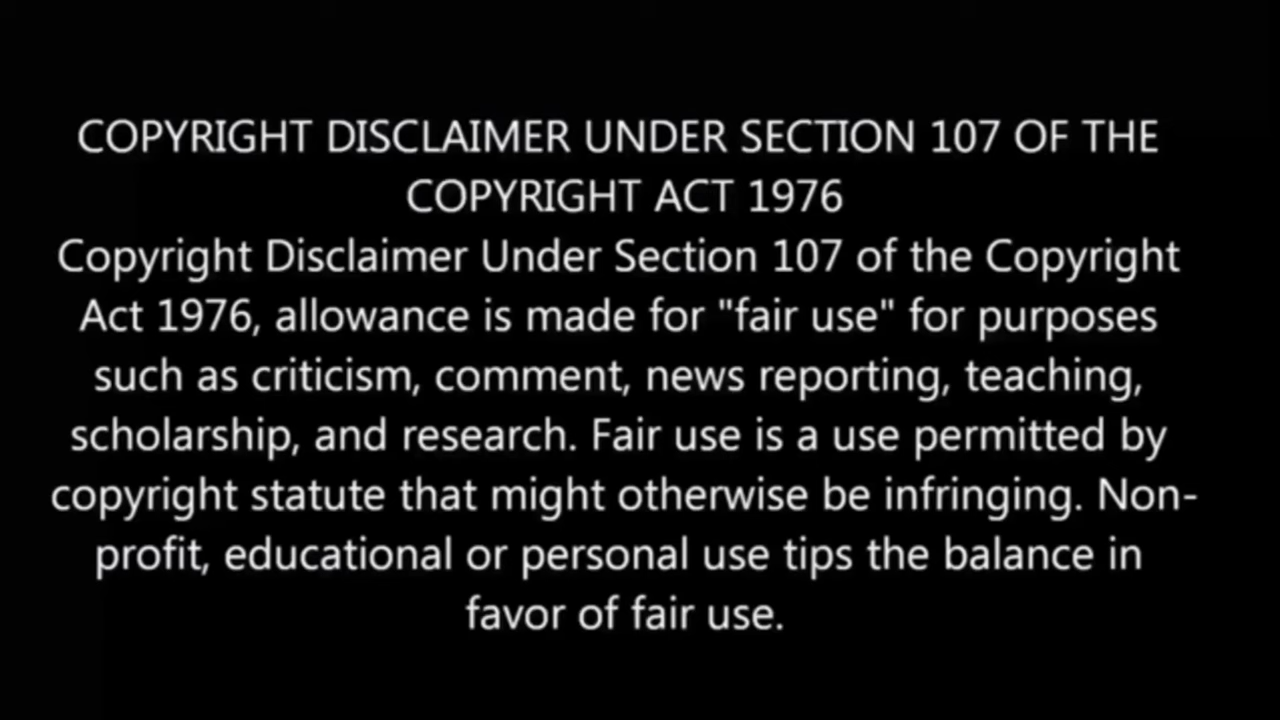 COPYRIGHT DISCLAIMER UNDER SECTION 107 OF THE
COPYRIGHT ACT 1976
Copyright Disclaimer Under Section 107 of the Copyright
Act 1976, allowance is made for "fair use" for purposes
such as criticism, comment, news reporting, teaching,
scholarship, and research. Fair use is a use permitted by
copyright statute that might otherwise be infringing. Non-
profit, educational or personal use tips the balance in
favor of fair use.